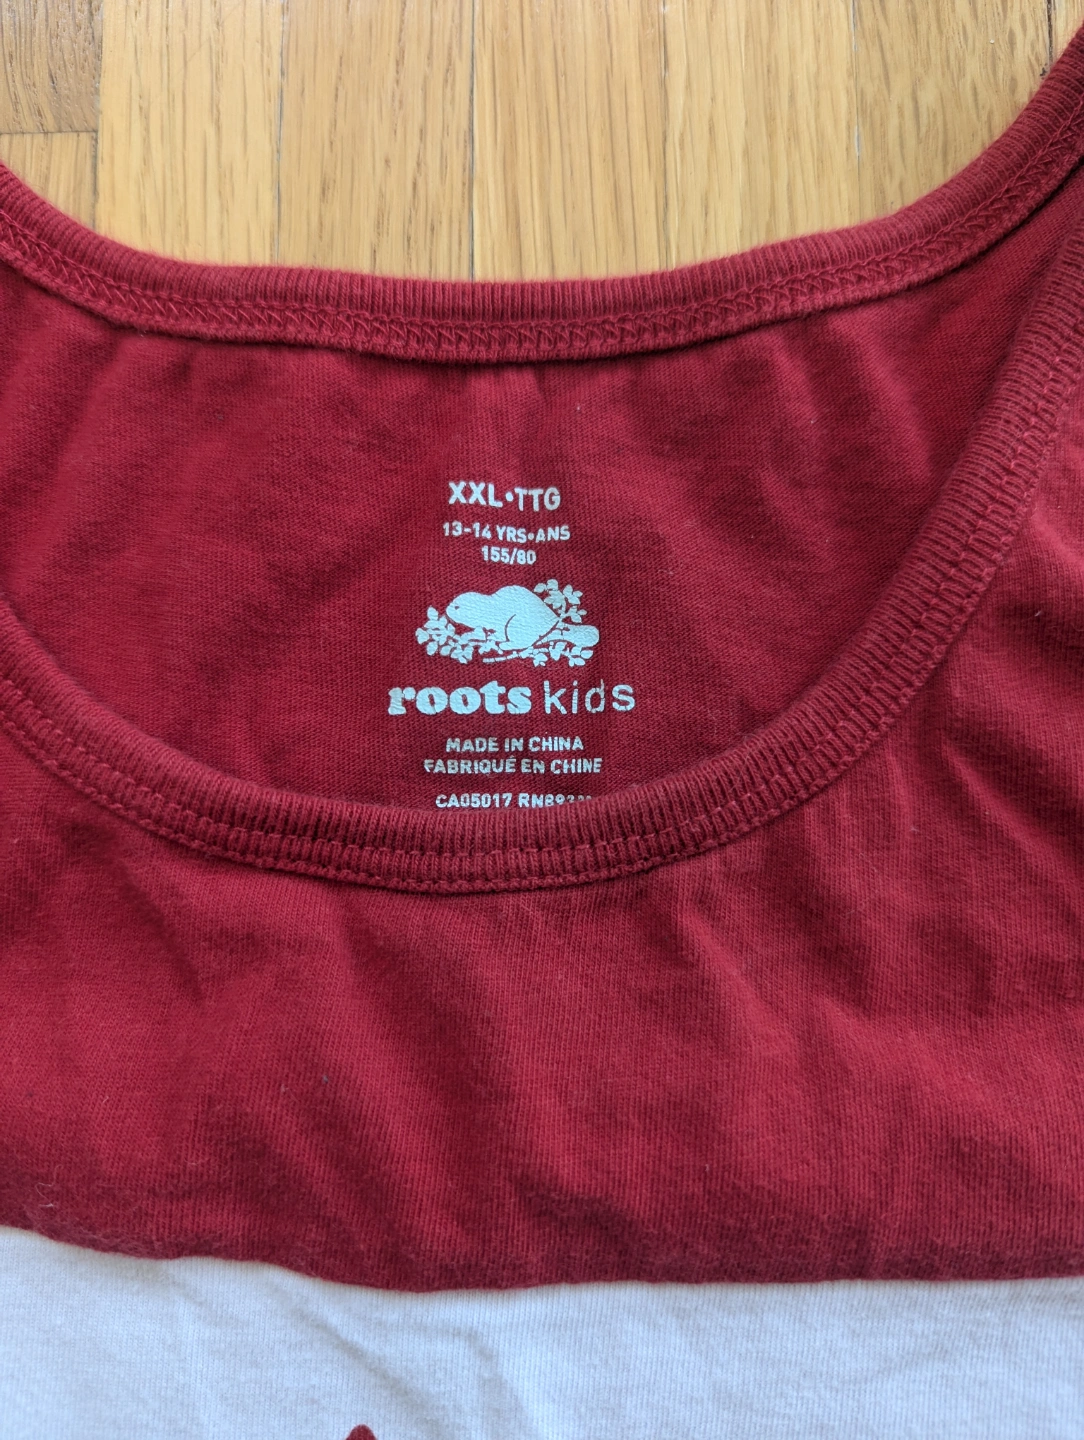 XXL•TTG
13-14 YRS•ANS
155/80
roots kids
MADE IN CHINA
FABRIQUÉ EN CHINE
CA05017